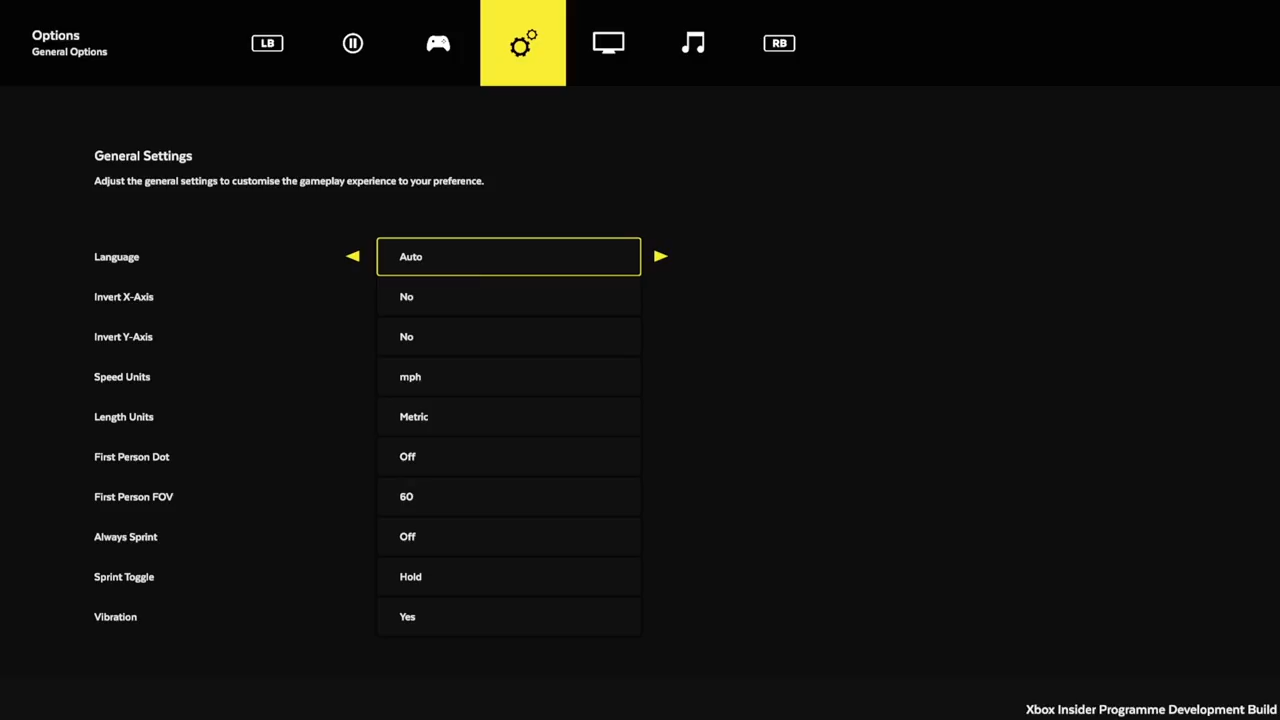 Options
General Options
LB
RB
General Settings
Adjust the general settings to customise the gameplay experience to your preference.
Language Auto
Invert X-Axis No
Invert Y-Axis No
Speed Units mph
Length Units Metric
First Person Dot Off
First Person FOV 60
Always Sprint Off
Sprint Toggle Hold
Vibration Yes
Xbox Insider Programme Development Build